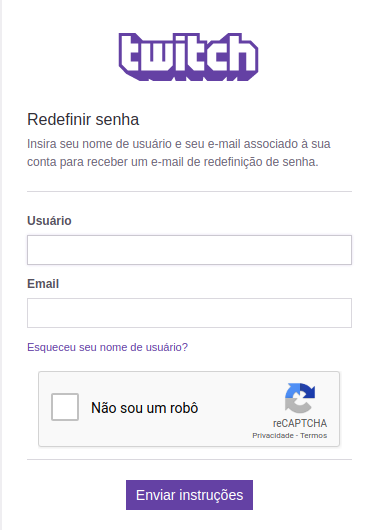 twitch
Redefinir senha
Insira seu nome de usuário e seu e-mail associado à sua
conta para receber um e-mail de redefinição de senha.
Usuário
Email
Esqueceu seu nome de usuário?
Não sou um robô
reCAPTCHA
Privacidade - Termos
Enviar instruções